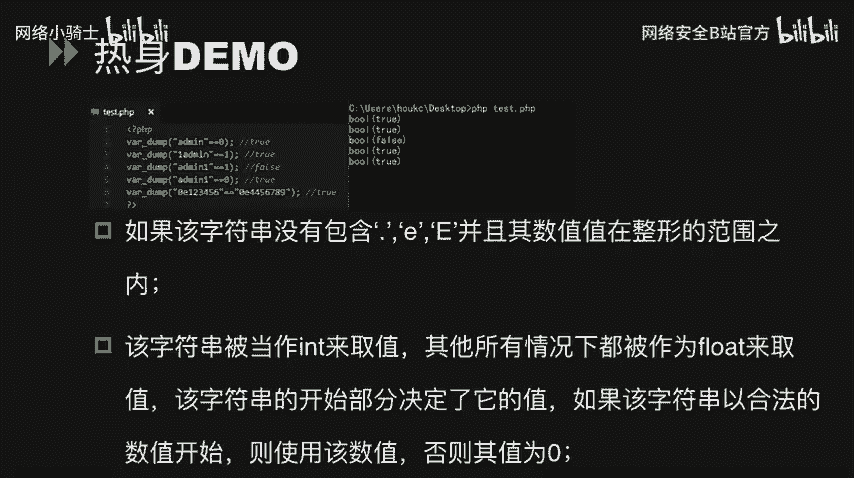 网络小骑士 bilibili
网络安全B站官方 bilibili
热身DEMO
test.php ×
C:\Users\houkc\Desktop>php test.php
bool(true)
bool(true)
bool(false)
bool(true)
bool(true)
1 <?php
2 var_dump("admin"==0); //true
3 var_dump("1admin"==1); //true
4 var_dump("admin1"==1); //false
5 var_dump("admin1"==0); //true
6 var_dump("0e123456"=="0e4456789"); //true
7 ?>
如果该字符串没有包含‘.’,‘e’,‘E’并且其数值值在整形的范围之
内；
该字符串被当作int来取值，其他所有情况下都被作为float来取
值，该字符串的开始部分决定了它的值，如果该字符串以合法的
数值开始，则使用该数值，否则其值为0；